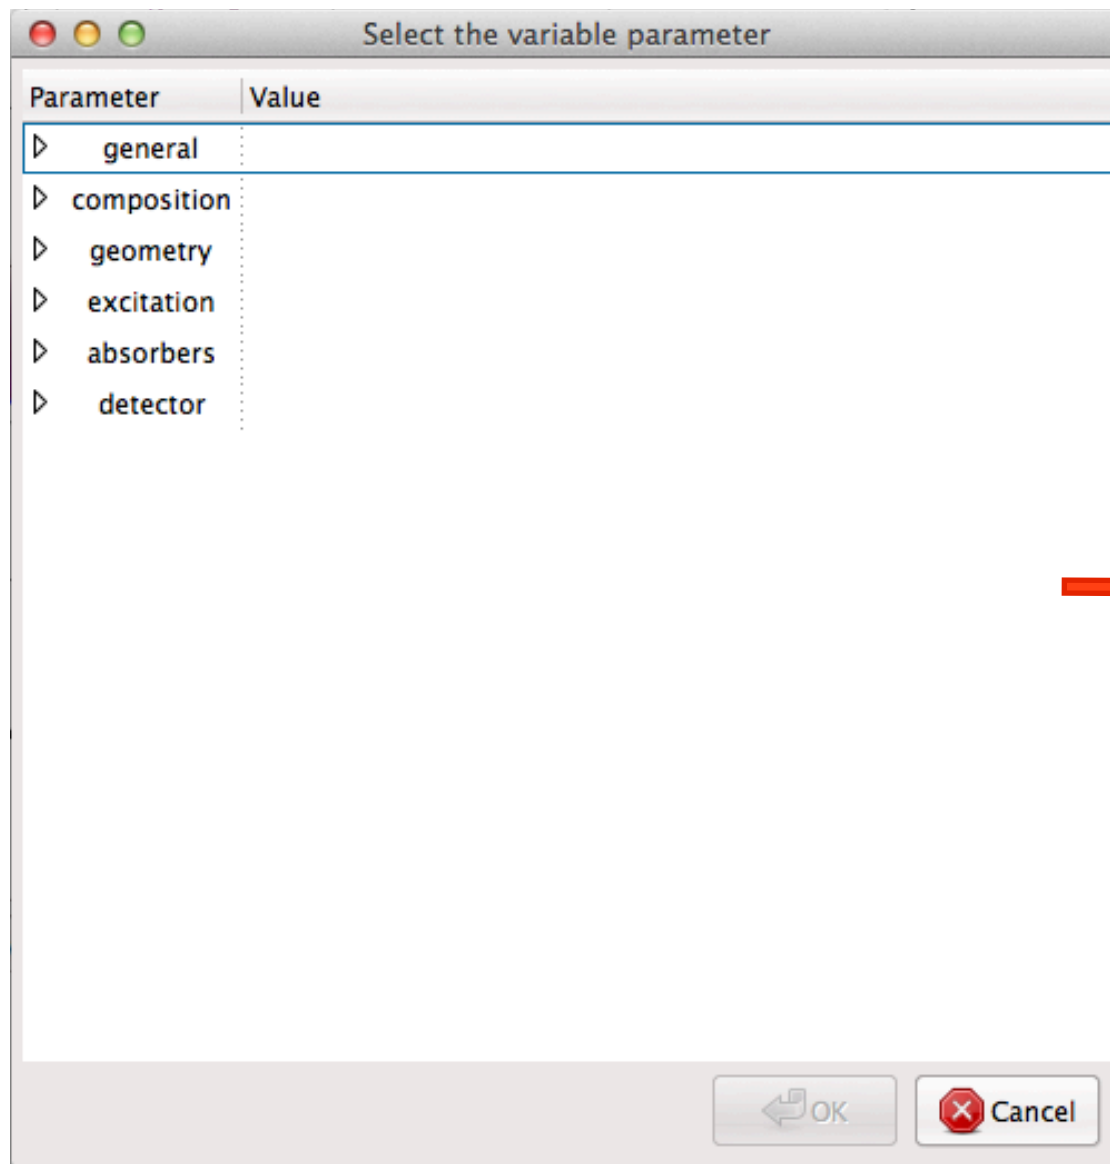 Select the variable parameter
Parameter Value
general
composition
geometry
excitation
absorbers
detector
OK Cancel